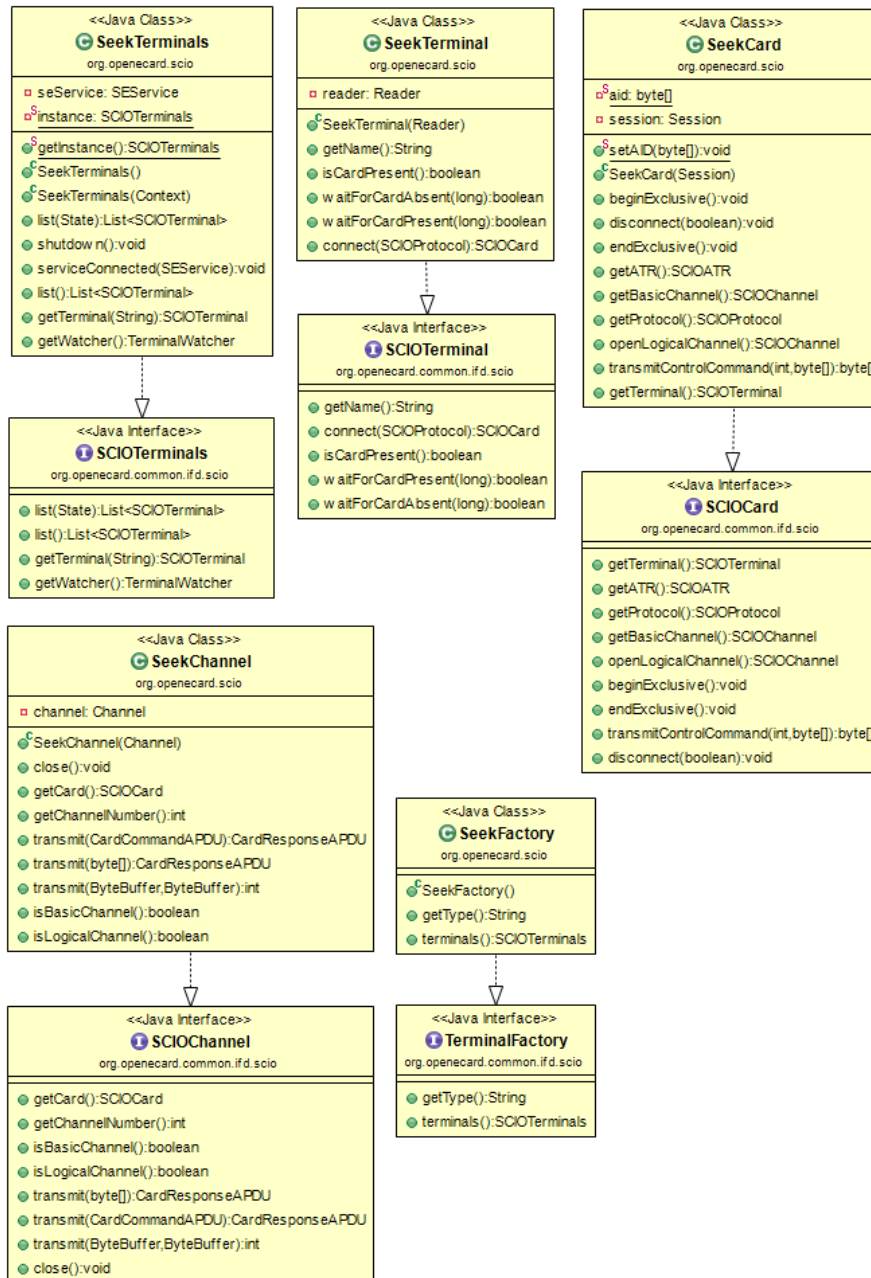 <<Java Class>>
SeekTerminals
org.openecard.scio
seService: SEService
instance: SCIOTerminals
getInstance():SCIOTerminals
SeekTerminals()
SeekTerminals(Context)
list(State):List<SCIOTerminal>
shutdown():void
serviceConnected(SEService):void
list():List<SCIOTerminal>
getTerminal(String):SCIOTerminal
getWatcher():TerminalWatcher
<<Java Interface>>
SCIOTerminals
org.openecard.common.ifd.scio
list(State):List<SCIOTerminal>
list():List<SCIOTerminal>
getTerminal(String):SCIOTerminal
getWatcher():TerminalWatcher
<<Java Class>>
SeekTerminal
org.openecard.scio
reader: Reader
SeekTerminal(Reader)
getName():String
isCardPresent():boolean
waitForCardAbsent(long):boolean
waitForCardPresent(long):boolean
connect(SCIOProtocol):SCIOCard
<<Java Interface>>
SCIOTerminal
org.openecard.common.ifd.scio
getName():String
connect(SCIOProtocol):SCIOCard
isCardPresent():boolean
waitForCardPresent(long):boolean
waitForCardAbsent(long):boolean
<<Java Class>>
SeekCard
org.openecard.scio
aid: byte[]
session: Session
setAID(byte[]):void
SeekCard(Session)
beginExclusive():void
disconnect(boolean):void
endExclusive():void
getATR():SCIOATR
getBasicChannel():SCIOChannel
getProtocol():SCIOProtocol
openLogicalChannel():SCIOChannel
transmitControlCommand(int,byte[]):byte[
getTerminal():SCIOTerminal
<<Java Interface>>
SCIOCard
org.openecard.common.ifd.scio
getTerminal():SCIOTerminal
getATR():SCIOATR
getProtocol():SCIOProtocol
getBasicChannel():SCIOChannel
openLogicalChannel():SCIOChannel
beginExclusive():void
endExclusive():void
transmitControlCommand(int,byte[]):byte[
disconnect(boolean):void
<<Java Class>>
SeekChannel
org.openecard.scio
channel: Channel
SeekChannel(Channel)
close():void
getCard():SCIOCard
getChannelNumber():int
transmit(CardCommandAPDU):CardResponseAPDU
transmit(byte[]):CardResponseAPDU
transmit(ByteBuffer,ByteBuffer):int
isBasicChannel():boolean
isLogicalChannel():boolean
<<Java Interface>>
SCIOChannel
org.openecard.common.ifd.scio
getCard():SCIOCard
getChannelNumber():int
isBasicChannel():boolean
isLogicalChannel():boolean
transmit(byte[]):CardResponseAPDU
transmit(CardCommandAPDU):CardResponseAPDU
transmit(ByteBuffer,ByteBuffer):int
close():void
<<Java Class>>
SeekFactory
org.openecard.scio
SeekFactory()
getType():String
terminals():SCIOTerminals
<<Java Interface>>
TerminalFactory
org.openecard.common.ifd.scio
getType():String
terminals():SCIOTerminals